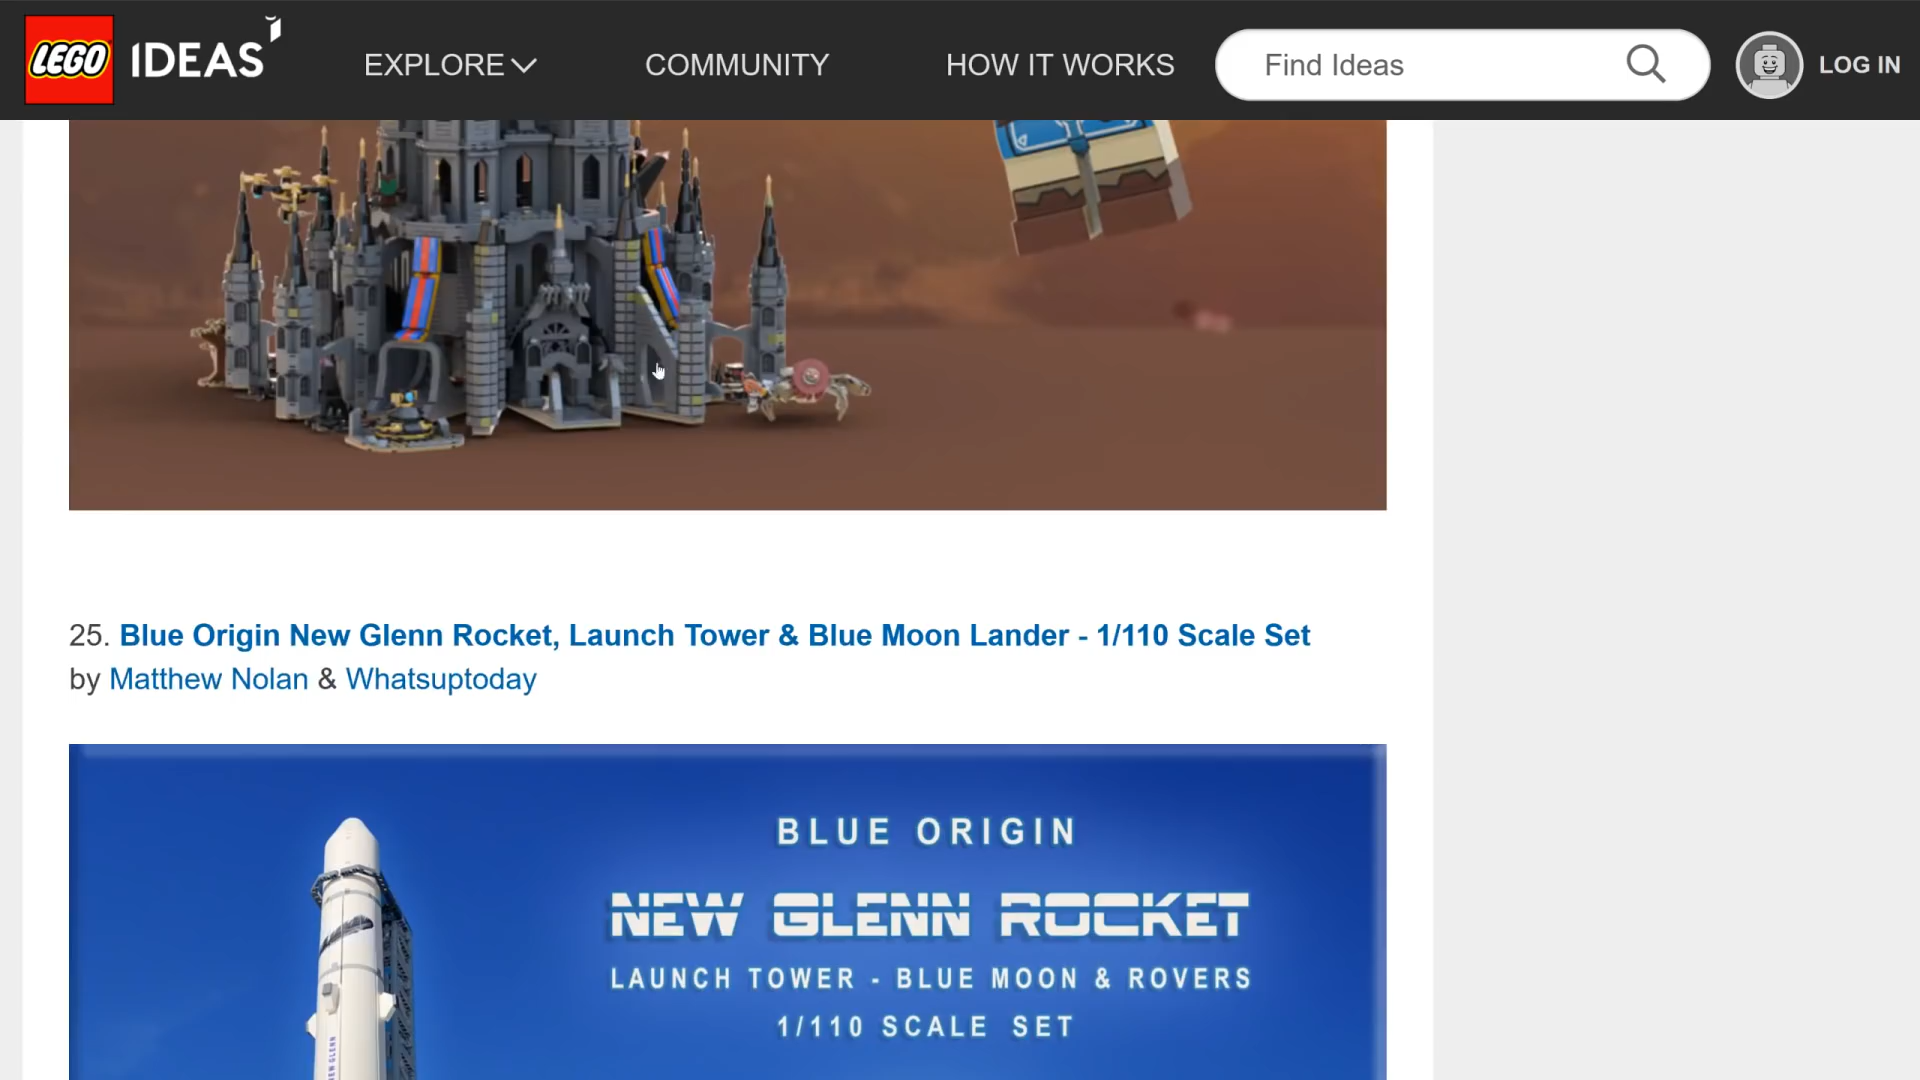 LEGO IDEAS
EXPLORE
COMMUNITY
HOW IT WORKS
Find Ideas
LOG IN
25. Blue Origin New Glenn Rocket, Launch Tower & Blue Moon Lander - 1/110 Scale Set
by Matthew Nolan & Whatsuptoday
BLUE ORIGIN
NEW GLENN ROCKET
LAUNCH TOWER - BLUE MOON & ROVERS
1/110 SCALE SET